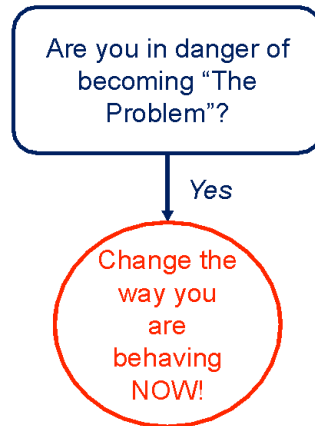 Are you in danger of
becoming “The
Problem”?
Yes
Change the
way you
are
behaving
NOW!